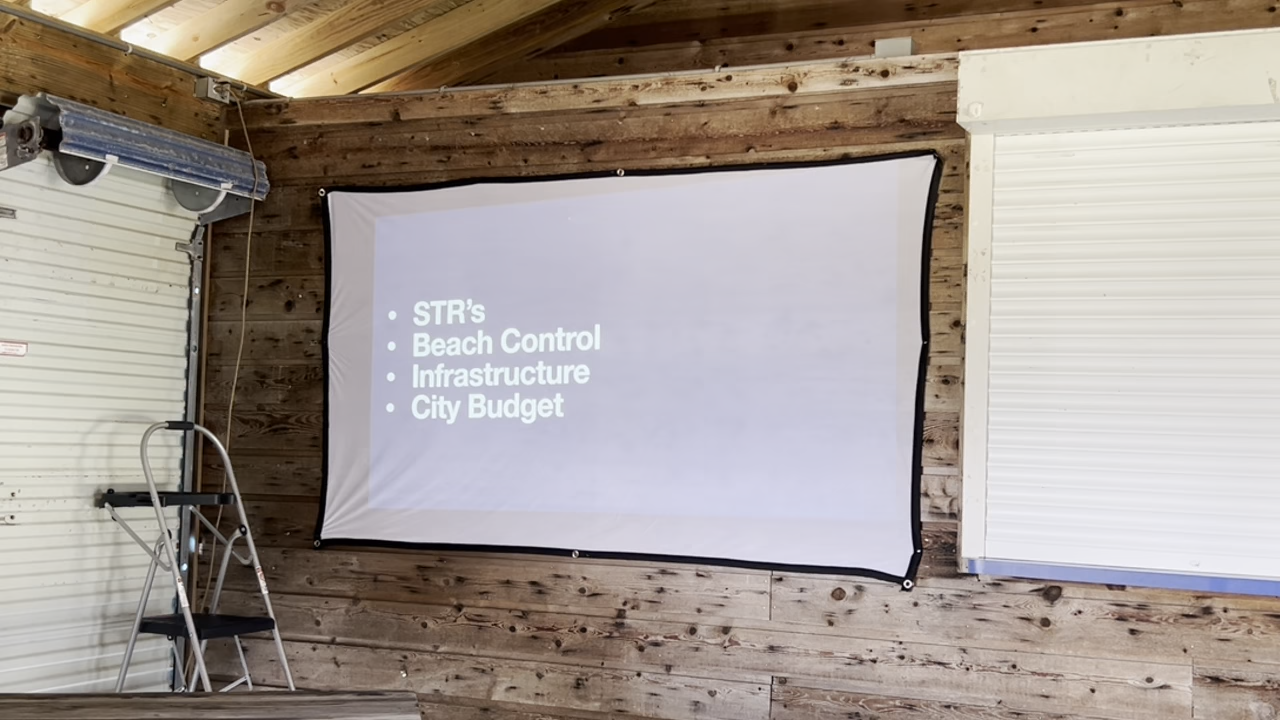 • STR's
• Beach Control
• Infrastructure
• City Budget